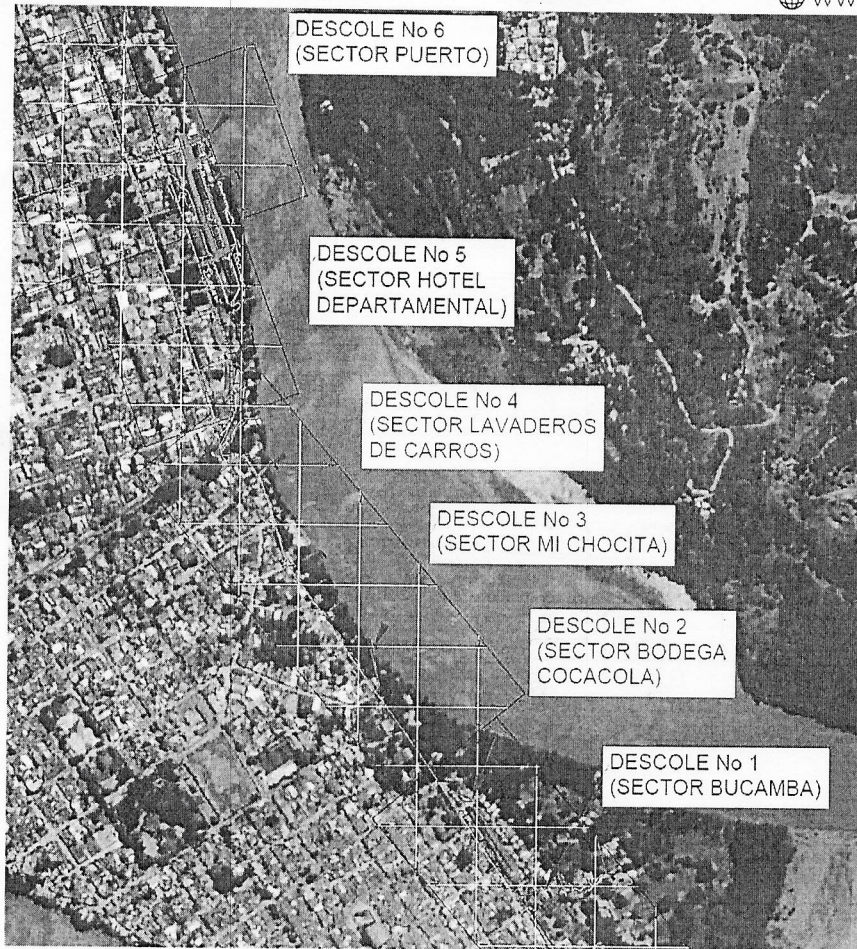 DESCOLE No 6
(SECTOR PUERTO)
DESCOLE No 5
(SECTOR HOTEL
DEPARTAMENTAL)
DESCOLE No 4
(SECTOR LAVADEROS
DE CARROS)
DESCOLE No 3
(SECTOR MI CHOCITA)
DESCOLE No 2
(SECTOR BODEGA
COCACOLA)
DESCOLE No 1
(SECTOR BUCAMBA)